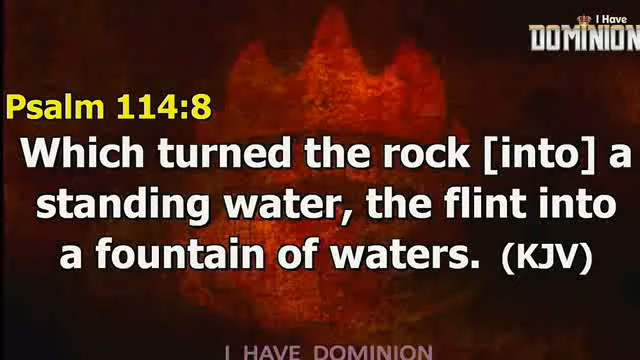 I Have
DOMINION
Psalm 114:8
Which turned the rock [into] a
standing water, the flint into
a fountain of waters. (KJV)
I HAVE DOMINION